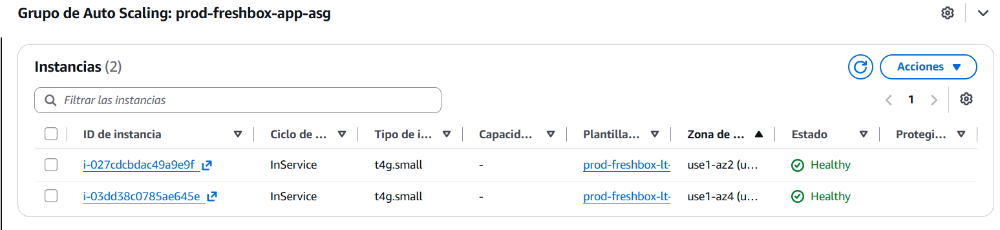 Grupo de Auto Scaling: prod-freshbox-app-asg
Instancias (2)
Acciones
Filtrar las instancias
1
ID de instancia Ciclo de ... Tipo de i... Capacid... Plantilla... Zona de ... Estado Protegi...
i-027cdcbdac49a9e9f InService t4g.small - prod-freshbox-lt- use1-az2 (u... Healthy
i-03dd38c0785ae645e InService t4g.small - prod-freshbox-lt- use1-az4 (u... Healthy